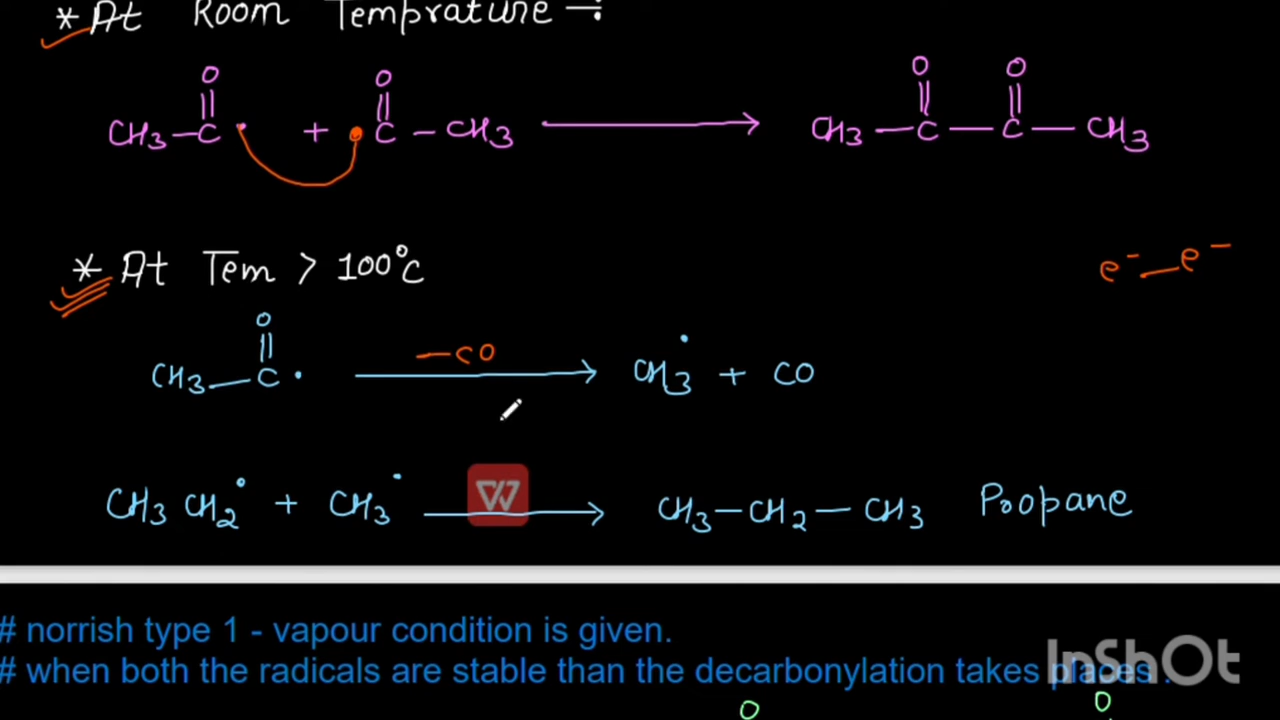 * At Room Temprature :-
O O O O
CH3 - C • + • C - CH3 → CH3 - C - C - CH3
* At Tem > 100°C
e⁻ — e⁻
O
CH3 - C • —CO → CH3• + CO
CH3 CH2• + CH3• → CH3 - CH2 - CH3 Propane
# norrish type 1 - vapour condition is given.
# when both the radicals are stable than the decarbonylation takes places .
InShOt
O O